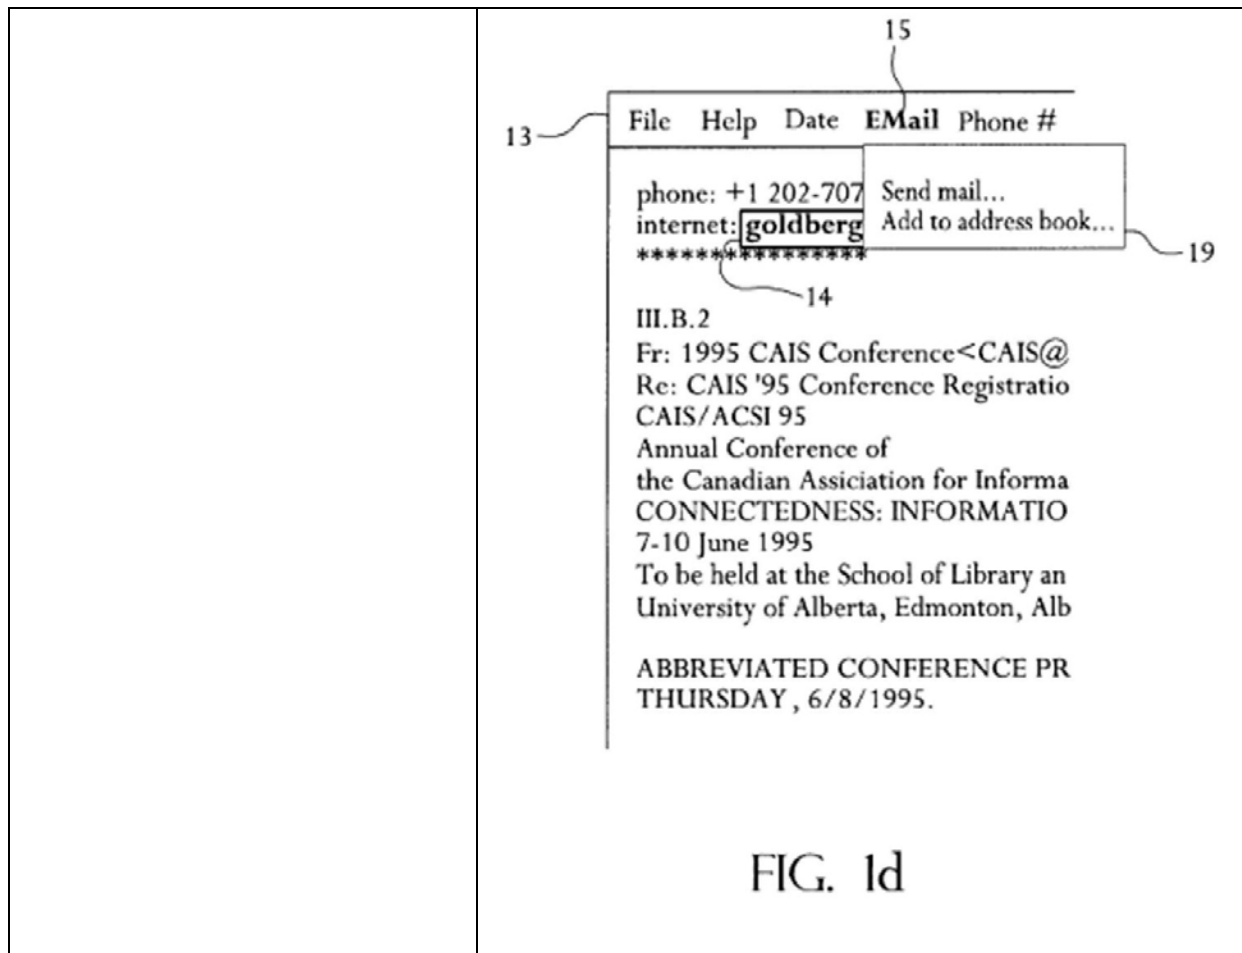 15
13
File Help Date EMail Phone #
phone: +1 202-707
Send mail...
internet: goldberg
Add to address book...
***************
19
14
III.B.2
Fr: 1995 CAIS Conference<CAIS@
Re: CAIS '95 Conference Registratio
CAIS/ACSI 95
Annual Conference of
the Canadian Assiciation for Informa
CONNECTEDNESS: INFORMATIO
7-10 June 1995
To be held at the School of Library an
University of Alberta, Edmonton, Alb
ABBREVIATED CONFERENCE PR
THURSDAY, 6/8/1995.
FIG. 1d